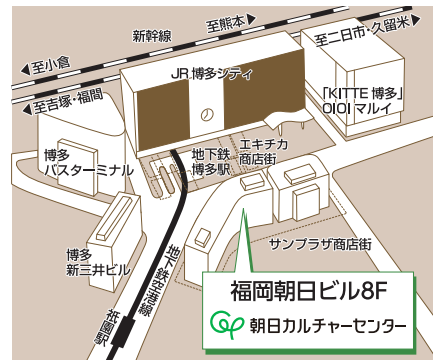 至熊本
新幹線
至二日市・久留米
至小倉
JR博多シティ
至吉塚・福間
「KITTE 博多」
OIOI マルイ
エキチカ
商店街
地下鉄
博多駅
博多
バスターミナル
サンプラザ商店街
博多
新三井ビル
地下鉄空港線
祇園駅
福岡朝日ビル8F
朝日カルチャーセンター